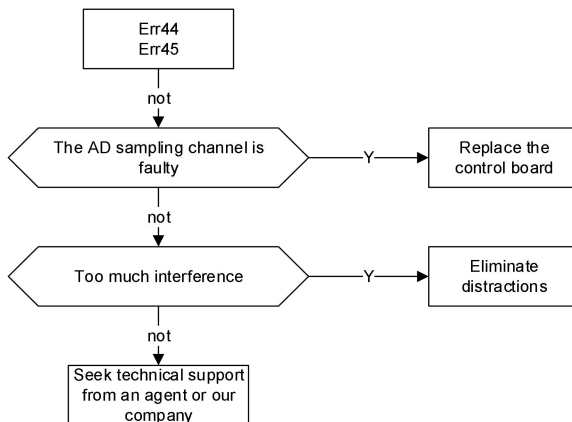 Err44
Err45
not
The AD sampling channel is
faulty
Y
Replace the
control board
not
Too much interference
Y
Eliminate
distractions
not
Seek technical support
from an agent or our
company